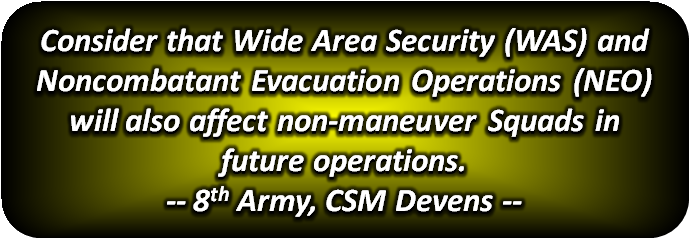 Consider that Wide Area Security (WAS) and
Noncombatant Evacuation Operations (NEO)
will also affect non-maneuver Squads in
future operations.
-- 8th Army, CSM Devens --